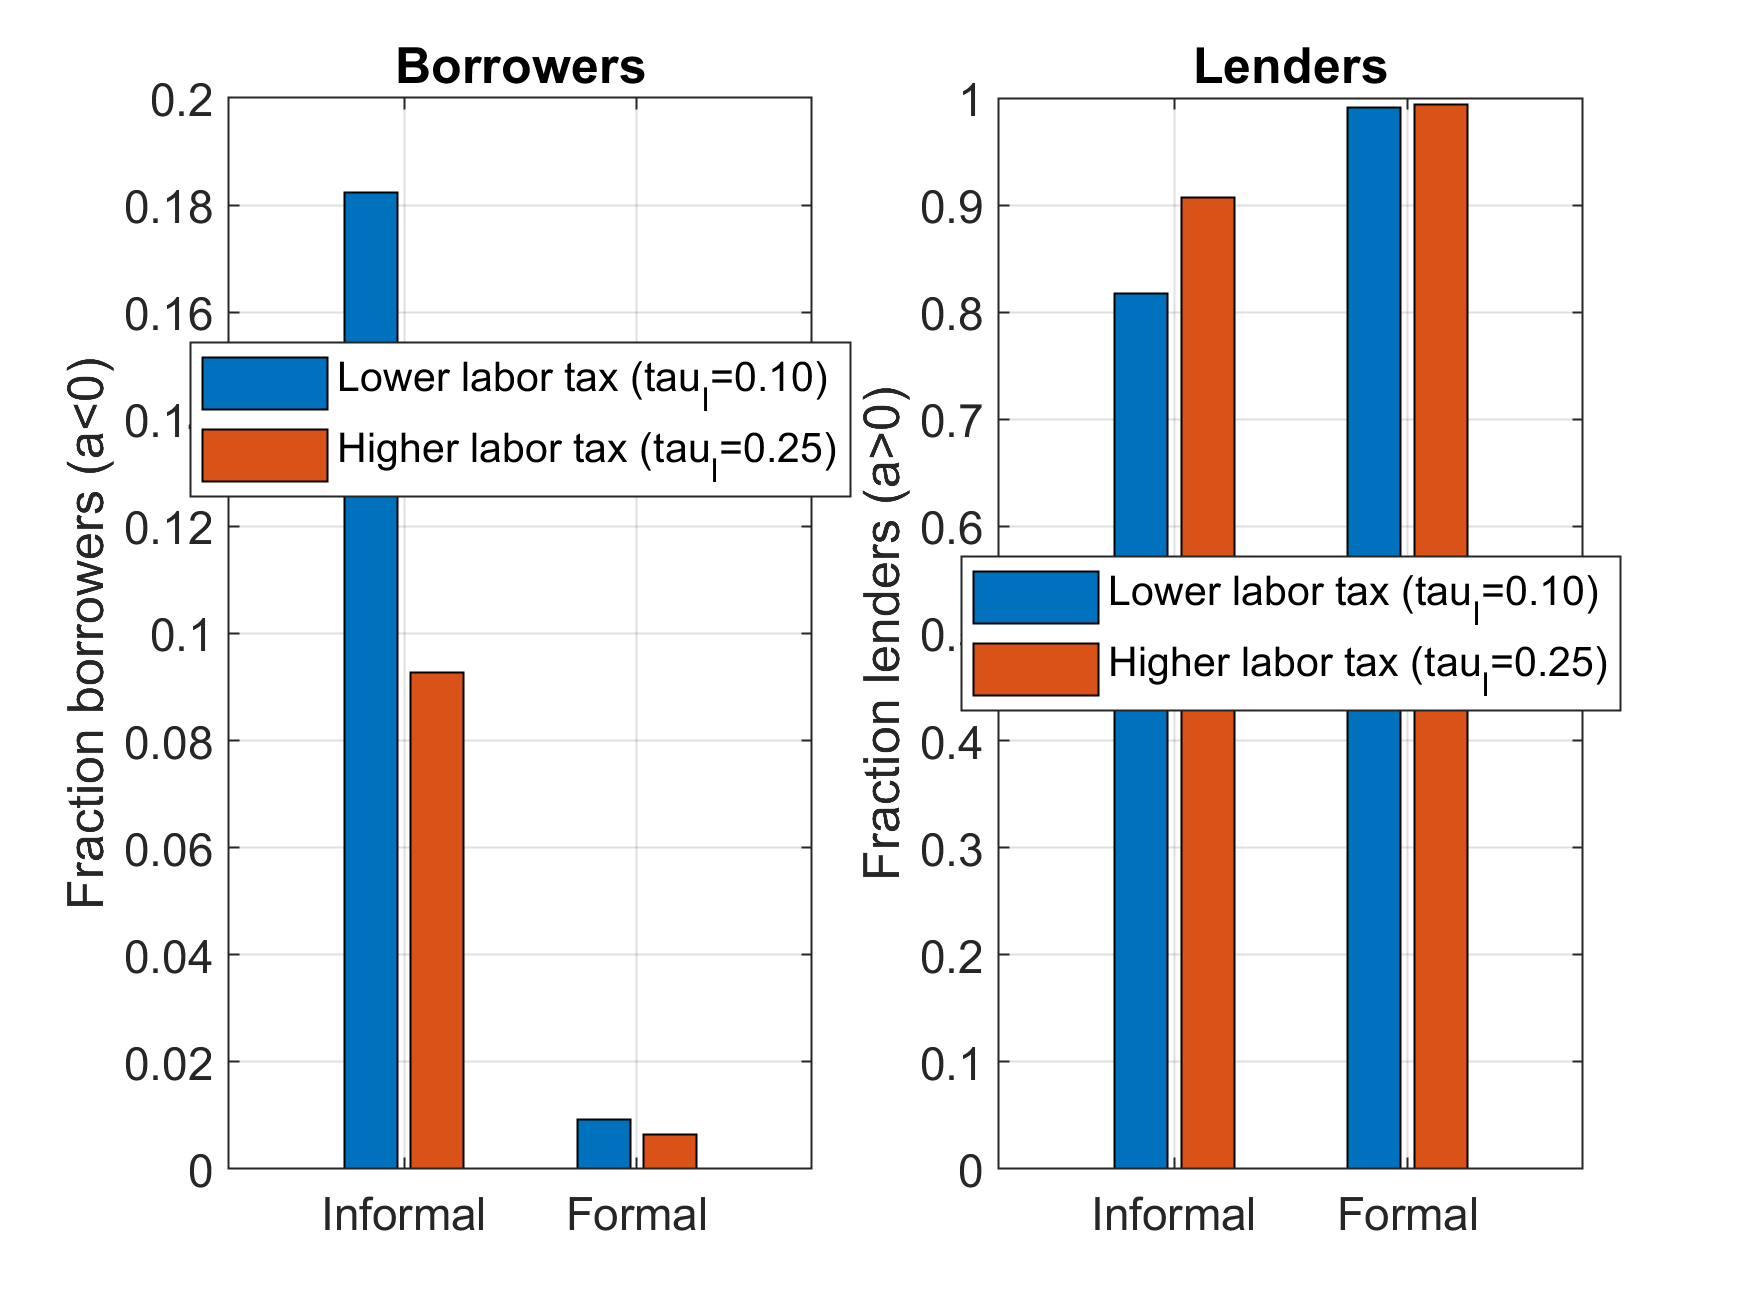 Borrowers
Fraction borrowers (a<0)
0.2
0.18
0.16
0.12
0.1
0.08
0.06
0.04
0.02
0
Lower labor tax (tau_l=0.10)
Higher labor tax (tau_l=0.25)
Informal Formal
Lenders
Fraction lenders (a>0)
1
0.9
0.8
0.7
0.6
0.4
0.3
0.2
0.1
0
Lower labor tax (tau_l=0.10)
Higher labor tax (tau_l=0.25)
Informal Formal